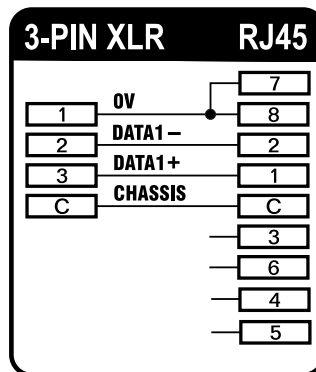 3-PIN XLR RJ45
7
1 0V 8
2 DATA1– 2
3 DATA1+ 1
C CHASSIS C
3
6
4
5